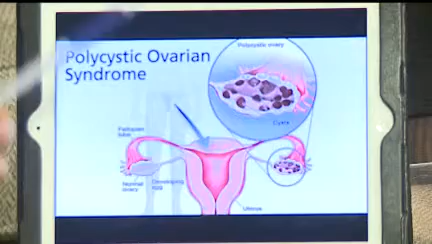 Polycystic Ovarian
Syndrome
Polycystic ovary
Cysts
Fallopian
tube
Normal
ovary
Developing
egg
Uterus